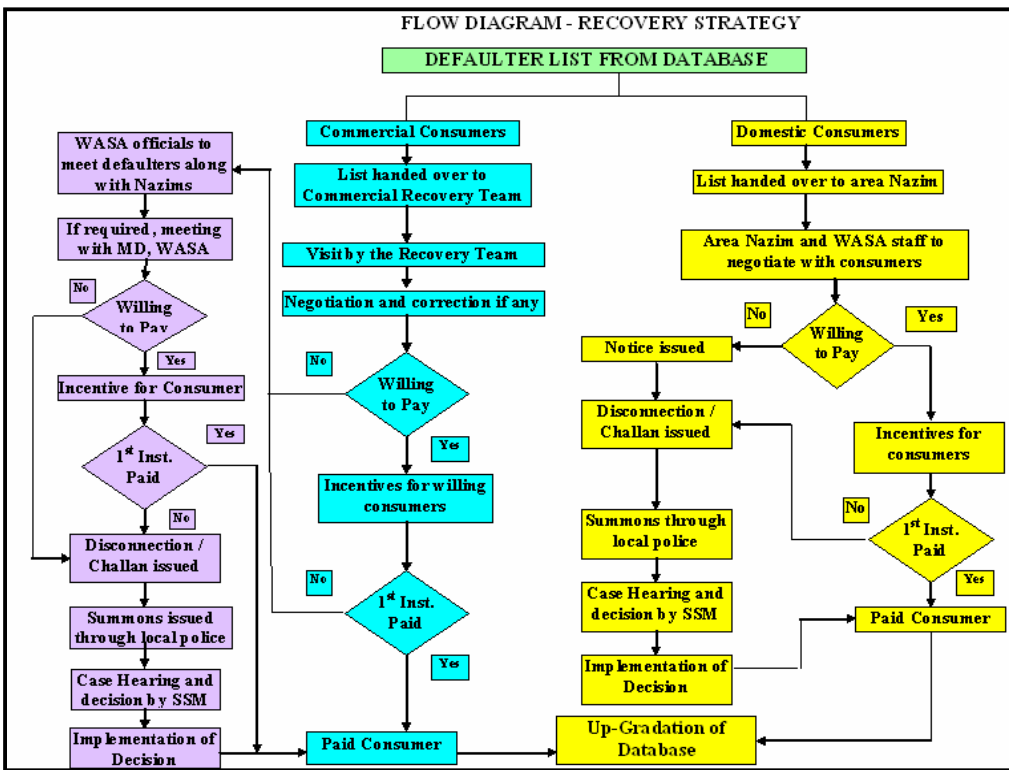 FLOW DIAGRAM - RECOVERY STRATEGY
DEFAULTER LIST FROM DATABASE
WASA officials to
meet defaulters along
with Nazims
If required, meeting
with MD, WASA
No
Willing
to Pay
Yes
Incentive for Consumer
Yes
1st Inst.
Paid
No
Disconnection /
Challan issued
Summons issued
through local police
Case Hearing and
decision by SSM
Implementation of
Decision
Commercial Consumers
List handed over to
Commercial Recovery Team
Visit by the Recovery Team
Negotiation and correction if any
No
Willing
to Pay
Yes
Incentives for willing
consumers
No
1st Inst.
Paid
Yes
Paid Consumer
Domestic Consumers
List handed over to area Nazim
Area Nazim and WASA staff to
negotiate with consumers
No
Yes
Willing
to Pay
Notice issued
Disconnection /
Challan issued
Incentives for
consumers
No
1st Inst.
Paid
Yes
Summons through
local police
Case Hearing and
decision by SSM
Implementation of
Decision
Paid Consumer
Up-Gradation of
Database